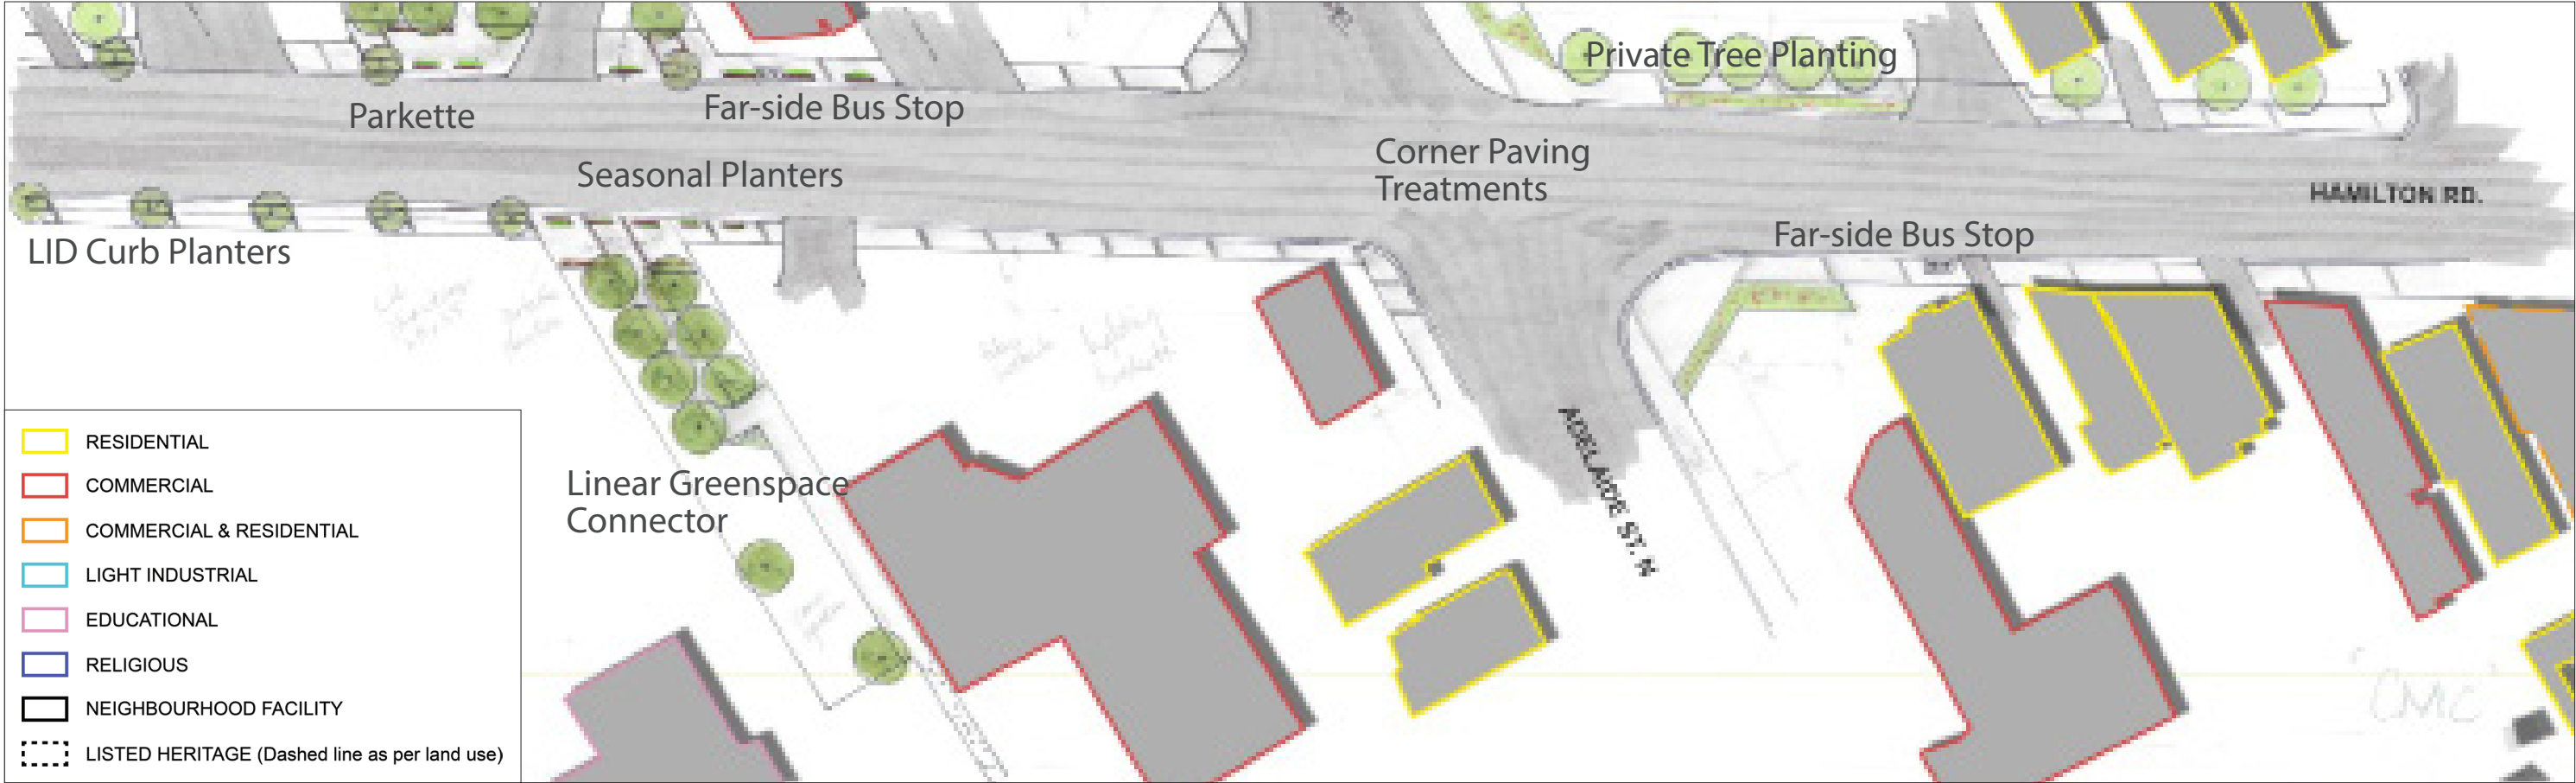 Private Tree Planting
Parkette
Far-side Bus Stop
Seasonal Planters
Corner Paving
Treatments
HAMILTON RD.
LID Curb Planters
Far-side Bus Stop
ADELAIDE ST. N
Linear Greenspace
Connector
RESIDENTIAL
COMMERCIAL
COMMERCIAL & RESIDENTIAL
LIGHT INDUSTRIAL
EDUCATIONAL
RELIGIOUS
NEIGHBOURHOOD FACILITY
LISTED HERITAGE (Dashed line as per land use)
CMC